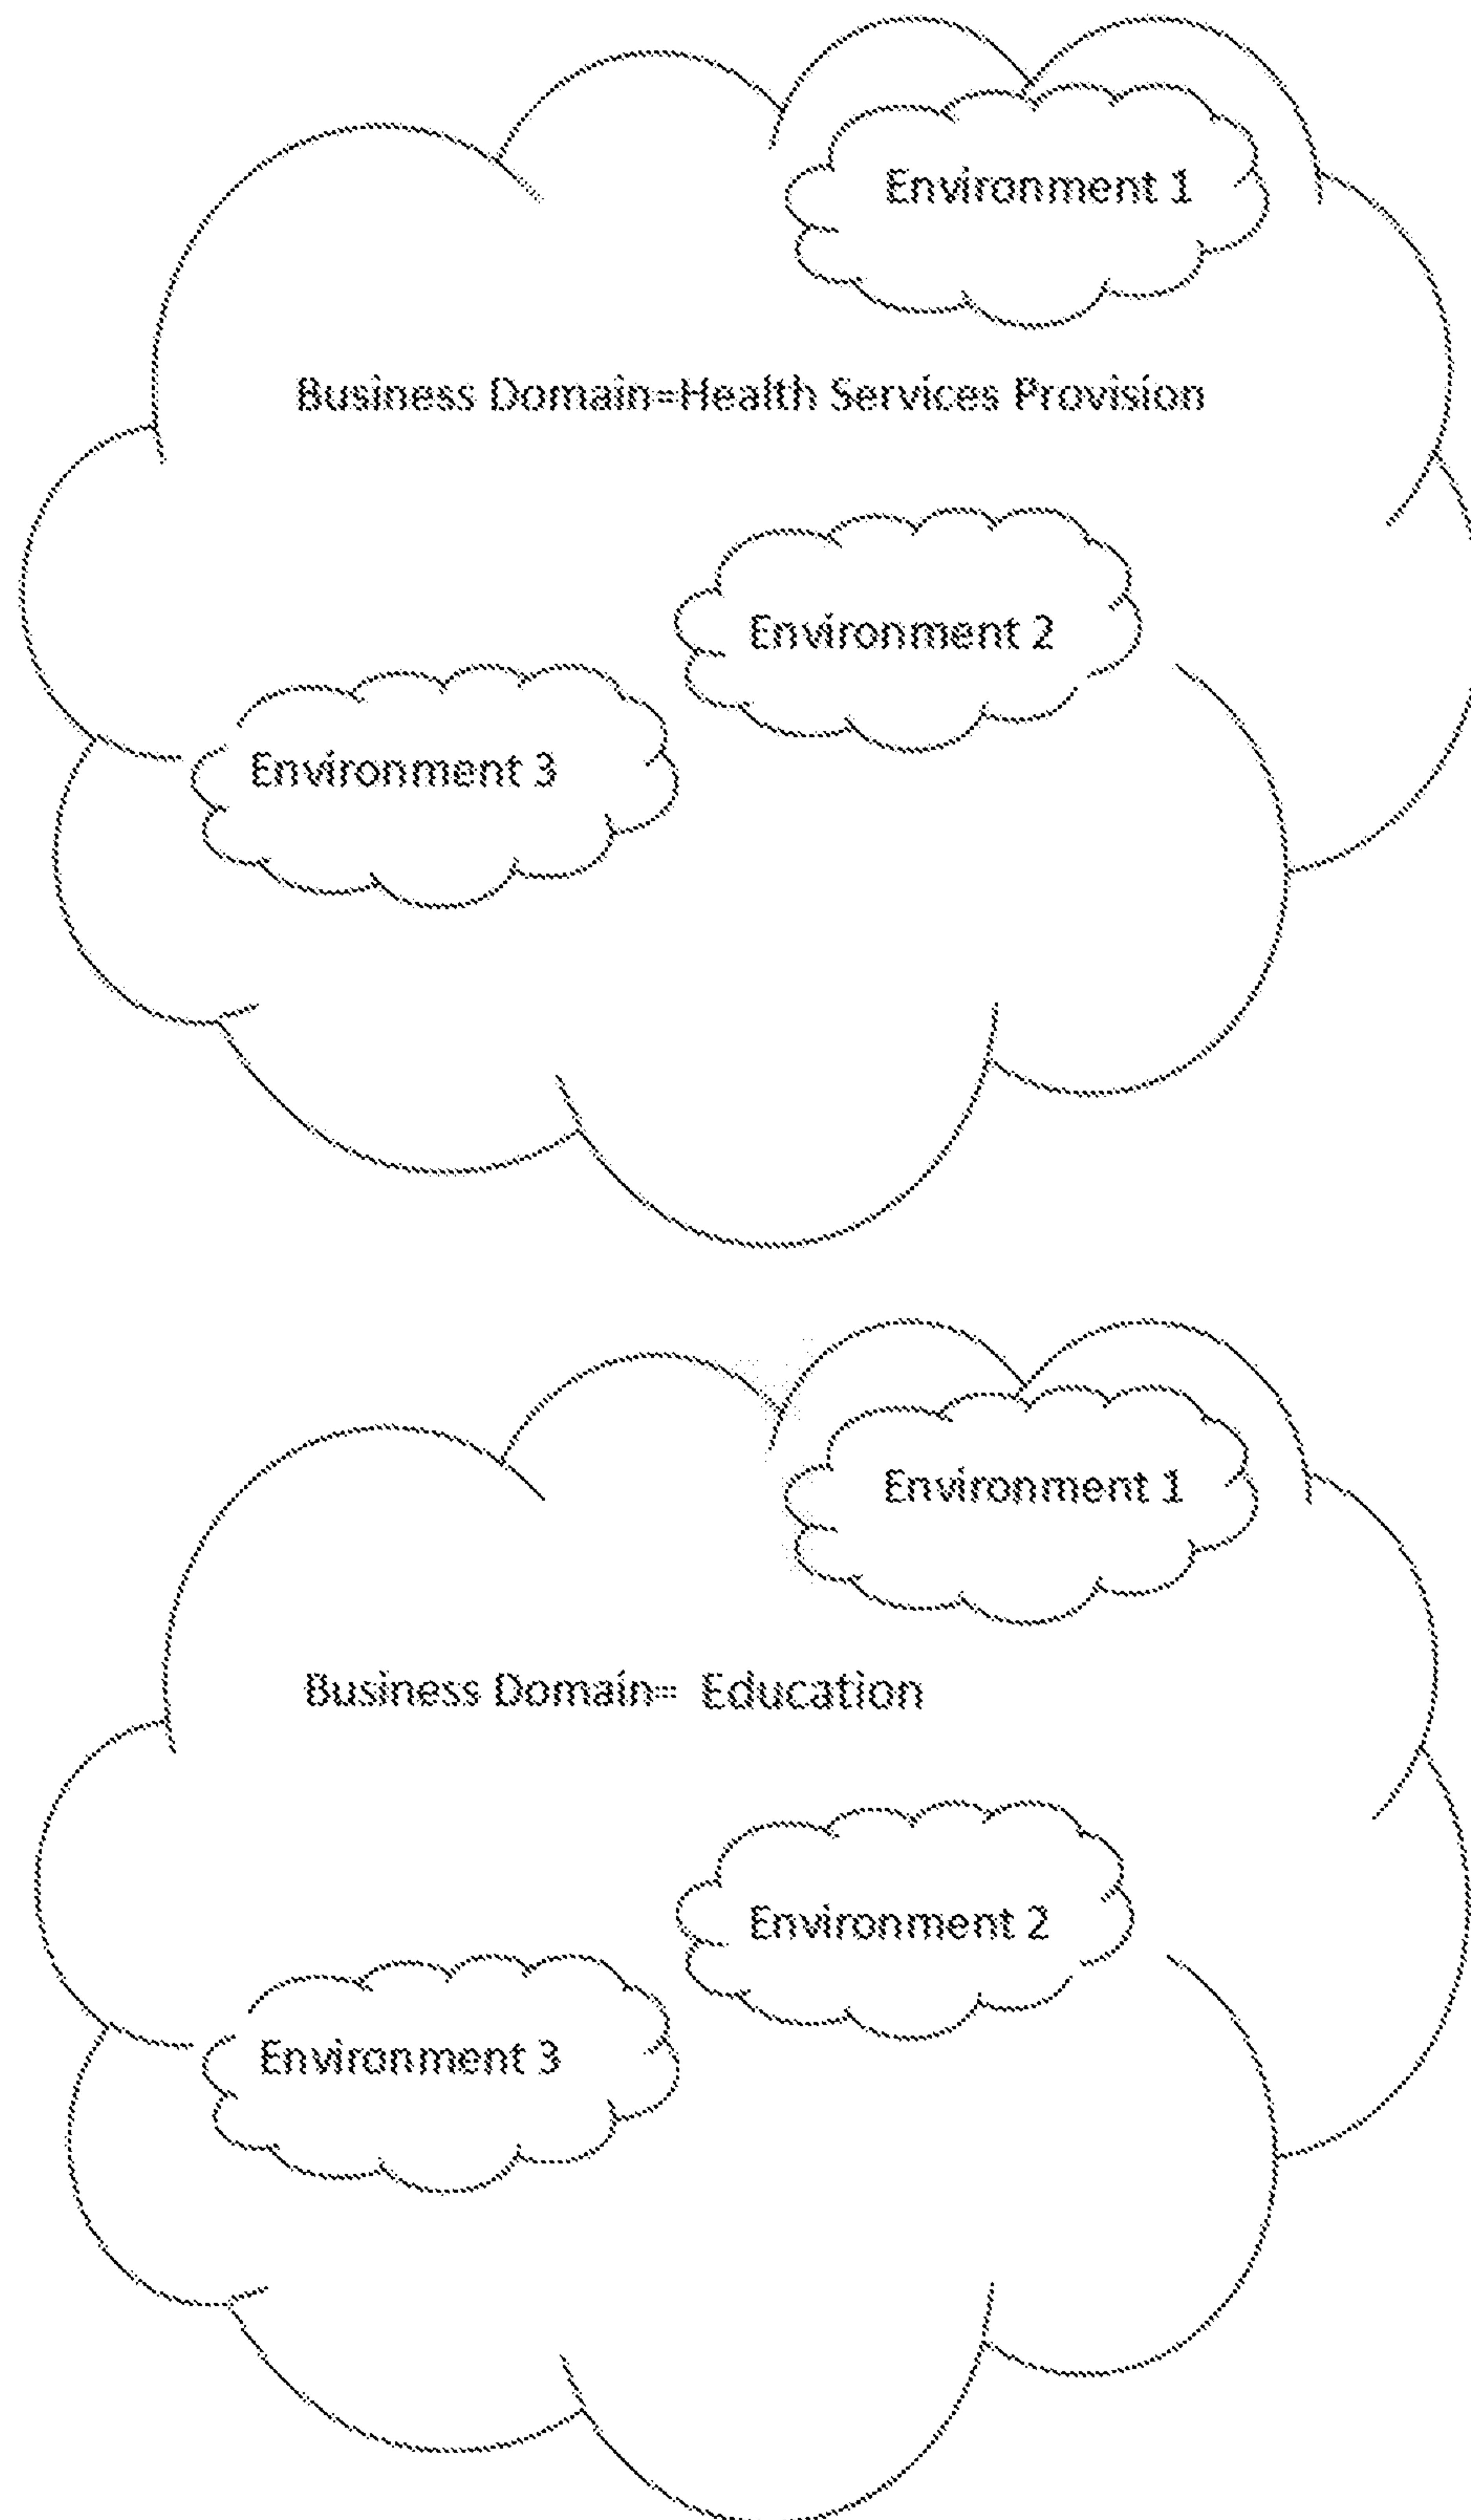 Environment 1
Business Domain=Health Services Provision
Environment 2
Environment 3
Environment 1
Business Domain= Education
Environment 2
Environment 3